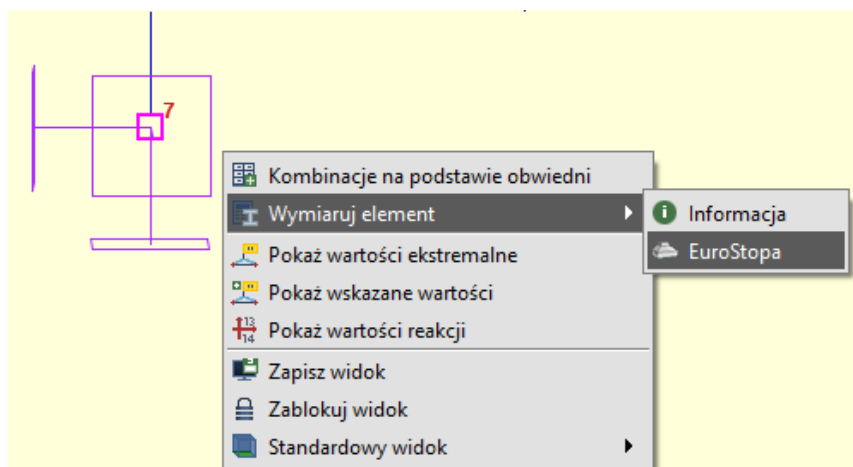 7
Kombinacje na podstawie obwiedni
Wymiaruj element
Informacja
EuroStopa
Pokaż wartości ekstremalne
Pokaż wskazane wartości
13
14
Pokaż wartości reakcji
Zapisz widok
Zablokuj widok
Standardowy widok